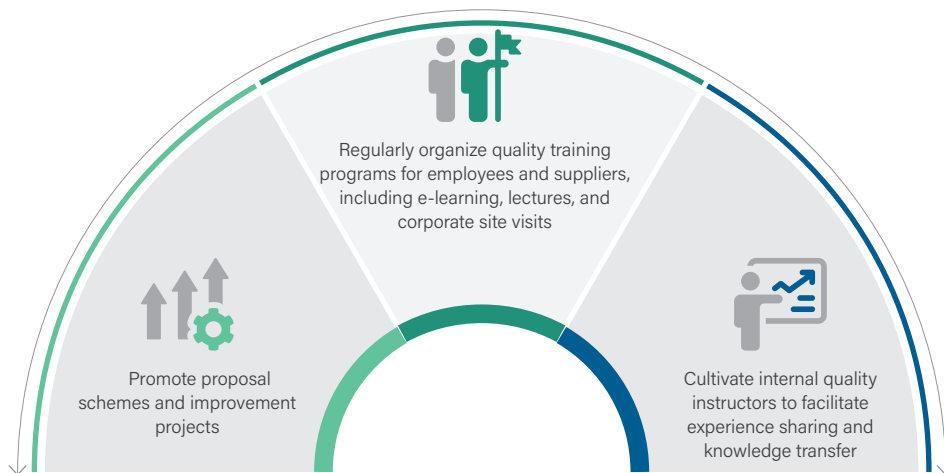 Regularly organize quality training
programs for employees and suppliers,
including e-learning, lectures, and
corporate site visits
Promote proposal
schemes and improvement
projects
Cultivate internal quality
instructors to facilitate
experience sharing and
knowledge transfer